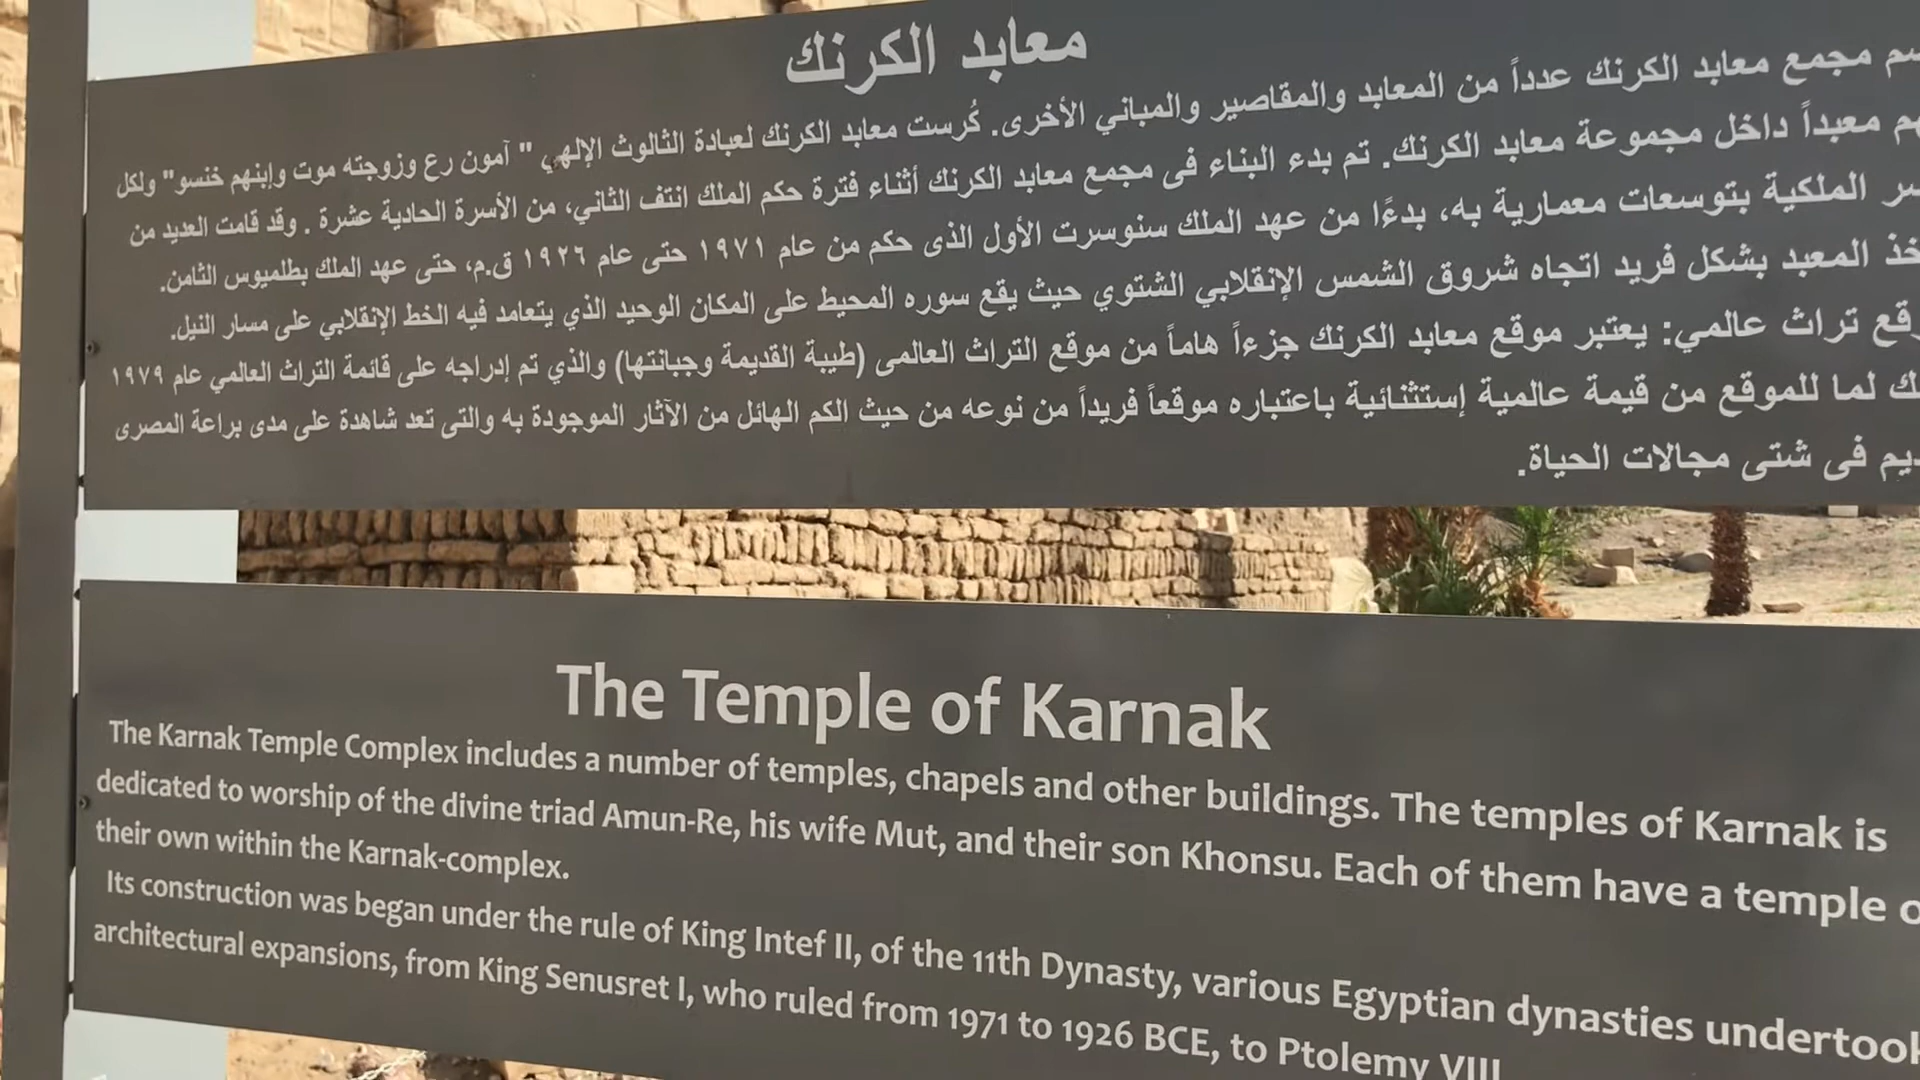 معابد الكرنك
مجمع معابد الكرنك عدداً من المعابد والمقاصير والمباني الأخرى. كُرست معابد الكرنك لعبادة الثالوث الإلهي " آمون رع وزوجته موت وإبنهم خنسو" ولكل
معبداً داخل مجموعة معابد الكرنك. تم بدء البناء فى مجمع معابد الكرنك أثناء فترة حكم الملك انتف الثاني، من الأسرة الحادية عشرة . وقد قامت العديد من
الملكية بتوسعات معمارية به، بدءًا من عهد الملك سنوسرت الأول الذى حكم من عام ١٩٧١ حتى عام ١٩٢٦ ق.م، حتى عهد الملك بطلميوس الثامن.
المعبد بشكل فريد اتجاه شروق الشمس الإنقلابي الشتوي حيث يقع سوره المحيط على المكان الوحيد الذي يتعامد فيه الخط الإنقلابي على مسار النيل.
تراث عالمي: يعتبر موقع معابد الكرنك جزءاً هاماً من موقع التراث العالمى (طيبة القديمة وجبانتها) والذي تم إدراجه على قائمة التراث العالمي عام ١٩٧٩
لما للموقع من قيمة عالمية إستثنائية باعتباره موقعاً فريداً من نوعه من حيث الكم الهائل من الآثار الموجودة به والتى تعد شاهدة على مدى براعة المصرى
فى شتى مجالات الحياة.
The Temple of Karnak
The Karnak Temple Complex includes a number of temples, chapels and other buildings. The temples of Karnak is
dedicated to worship of the divine triad Amun-Re, his wife Mut, and their son Khonsu. Each of them have a temple
their own within the Karnak-complex.
Its construction was began under the rule of King Intef II, of the 11th Dynasty, various Egyptian dynasties undertook
architectural expansions, from King Senusret I, who ruled from 1971 to 1926 BCE, to Ptolemy VIII